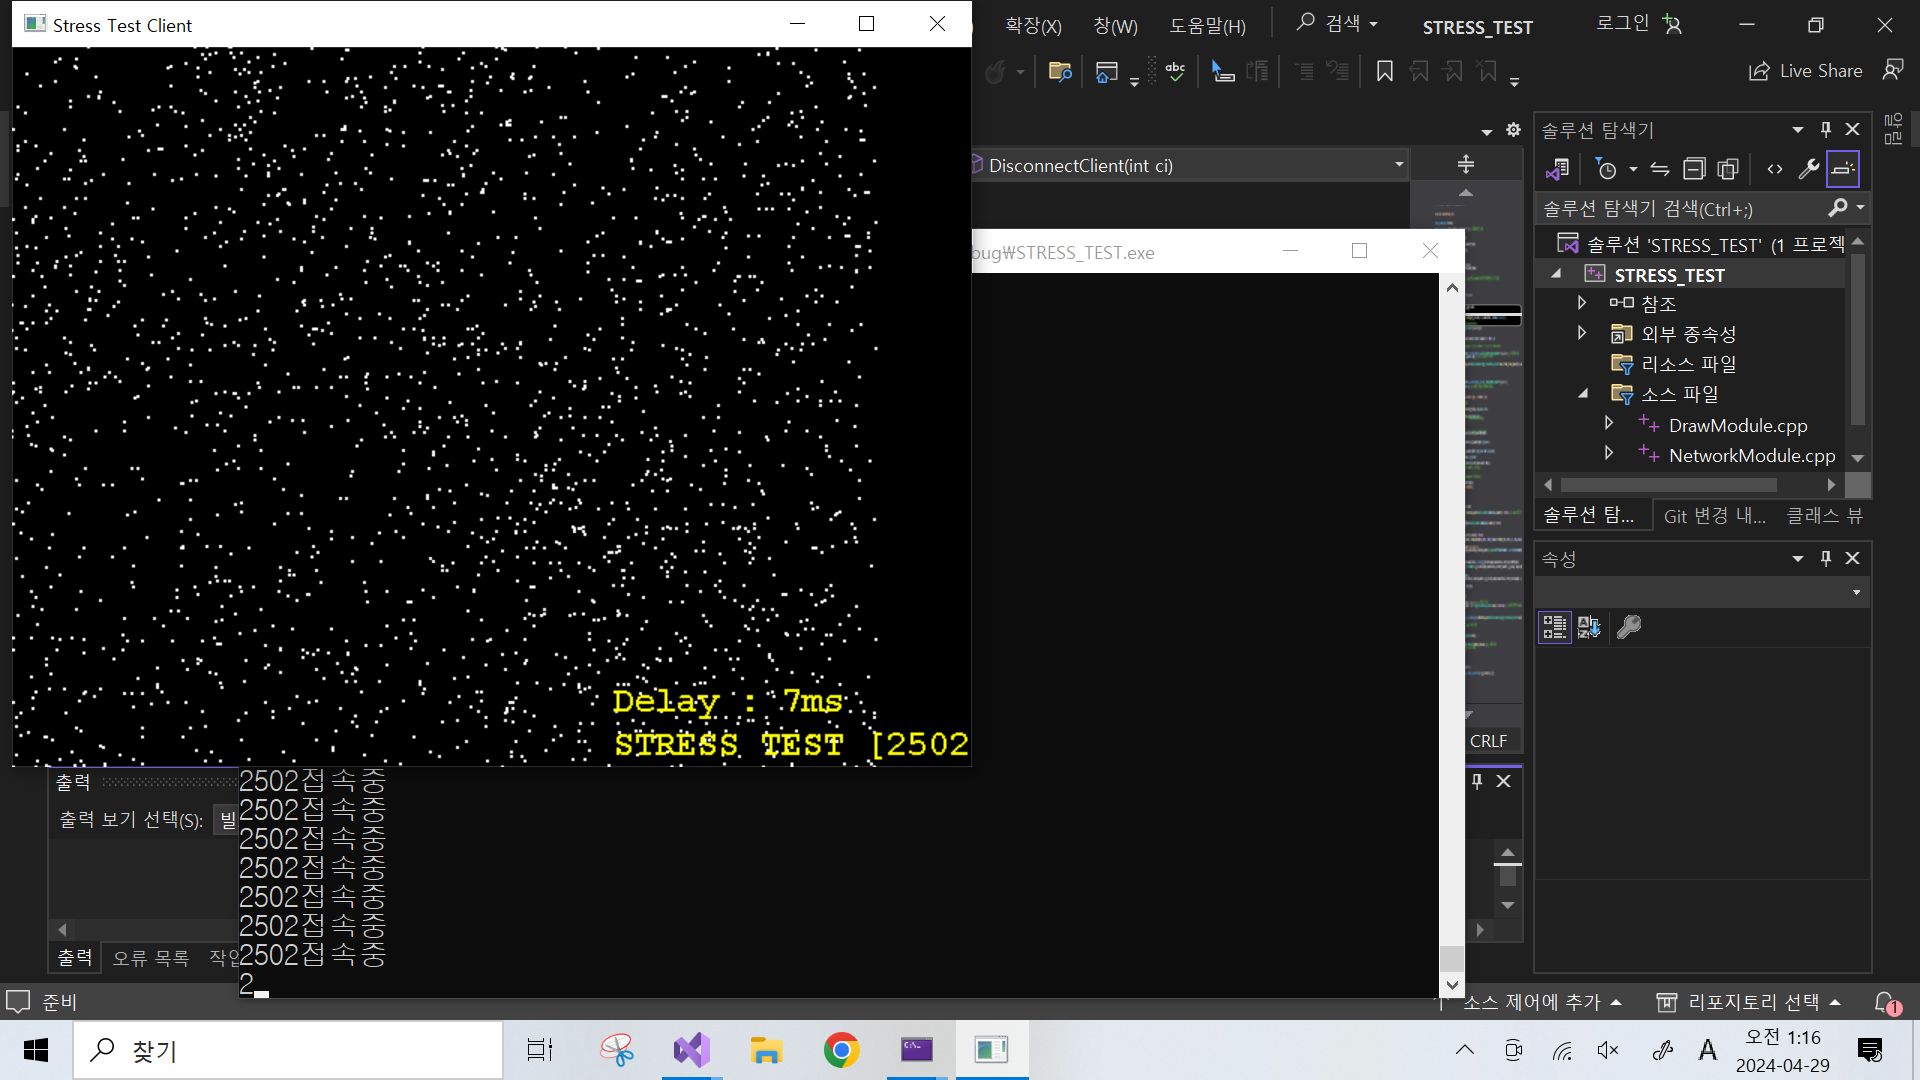 Stress Test Client
확장(X) 창(W) 도움말(H) 검색 STRESS_TEST 로그인
abc
Live Share
솔루션 탐색기
알림
DisconnectClient(int ci)
솔루션 탐색기 검색(Ctrl+;)
bug₩STRESS_TEST.exe
솔루션 'STRESS_TEST' (1 프로젝
STRESS_TEST
참조
외부 종속성
리소스 파일
소스 파일
DrawModule.cpp
NetworkModule.cpp
솔루션 탐... Git 변경 내... 클래스 뷰
속성
Delay : 7ms
STRESS TEST [2502
CRLF
출력
출력 보기 선택(S): 빌
2502접속중
2502접속중
2502접속중
2502접속중
2502접속중
2502접속중
2502접속중
2
출력 오류 목록 작업
준비
소스 제어에 추가 리포지토리 선택 1
찾기
A 오전 1:16
2024-04-29